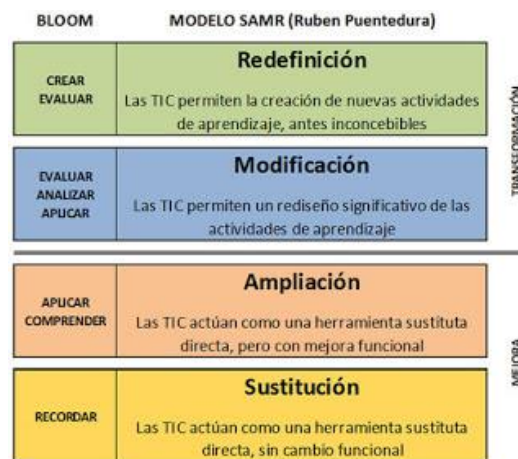 BLOOM MODELO SAMR (Ruben Puentedura)
CREAR
EVALUAR
Redefinición
Las TIC permiten la creación de nuevas actividades
de aprendizaje, antes inconcebibles
TRANSFORMACIÓN
EVALUAR
ANALIZAR
APLICAR
Modificación
Las TIC permiten un rediseño significativo de las
actividades de aprendizaje
APLICAR
COMPRENDER
Ampliación
Las TIC actúan como una herramienta sustituta
directa, pero con mejora funcional
MEJORA
RECORDAR
Sustitución
Las TIC actúan como una herramienta sustituta
directa, sin cambio funcional